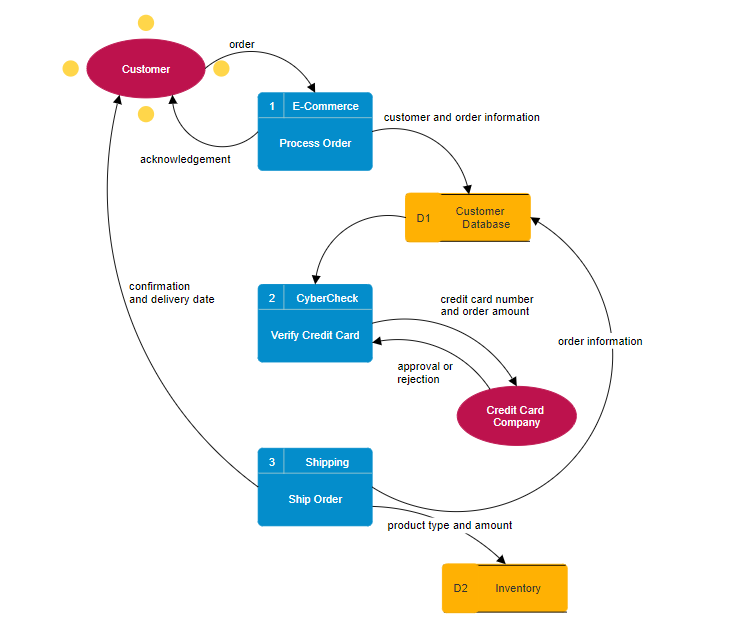 order
Customer
1 E-Commerce
Process Order
customer and order information
acknowledgement
D1
Customer
Database
confirmation
and delivery date
2 CyberCheck
Verify Credit Card
credit card number
and order amount
order information
approval or
rejection
Credit Card
Company
3 Shipping
Ship Order
product type and amount
D2 Inventory